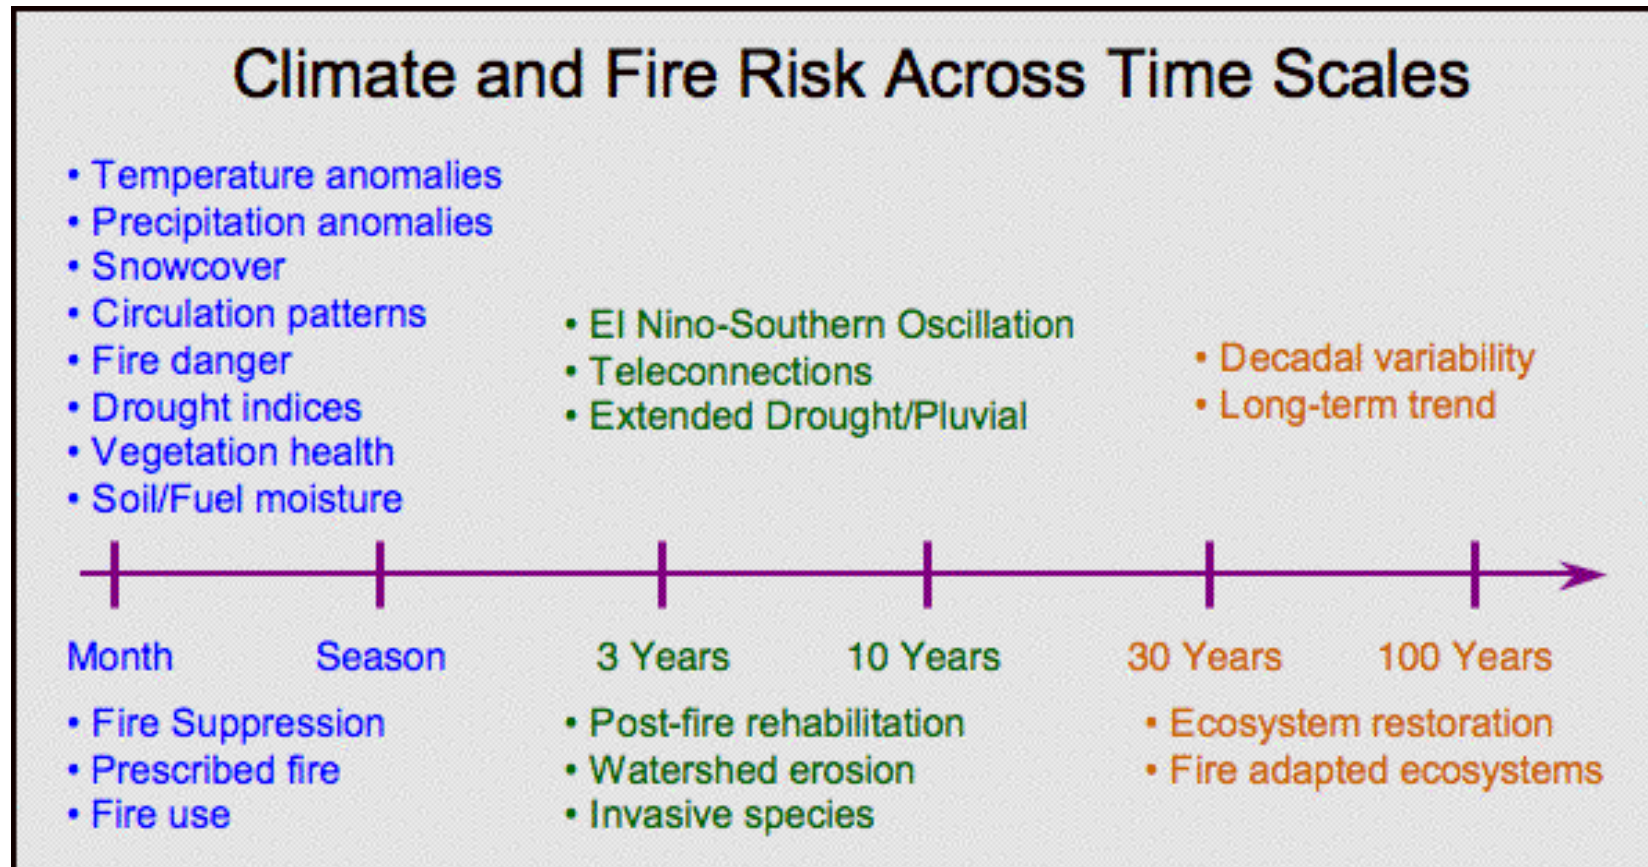 Climate and Fire Risk Across Time Scales
• Temperature anomalies
• Precipitation anomalies
• Snowcover
• Circulation patterns
• Fire danger
• Drought indices
• Vegetation health
• Soil/Fuel moisture
• El Nino-Southern Oscillation
• Teleconnections
• Extended Drought/Pluvial
• Decadal variability
• Long-term trend
Month Season 3 Years 10 Years 30 Years 100 Years
• Fire Suppression
• Prescribed fire
• Fire use
• Post-fire rehabilitation
• Watershed erosion
• Invasive species
• Ecosystem restoration
• Fire adapted ecosystems